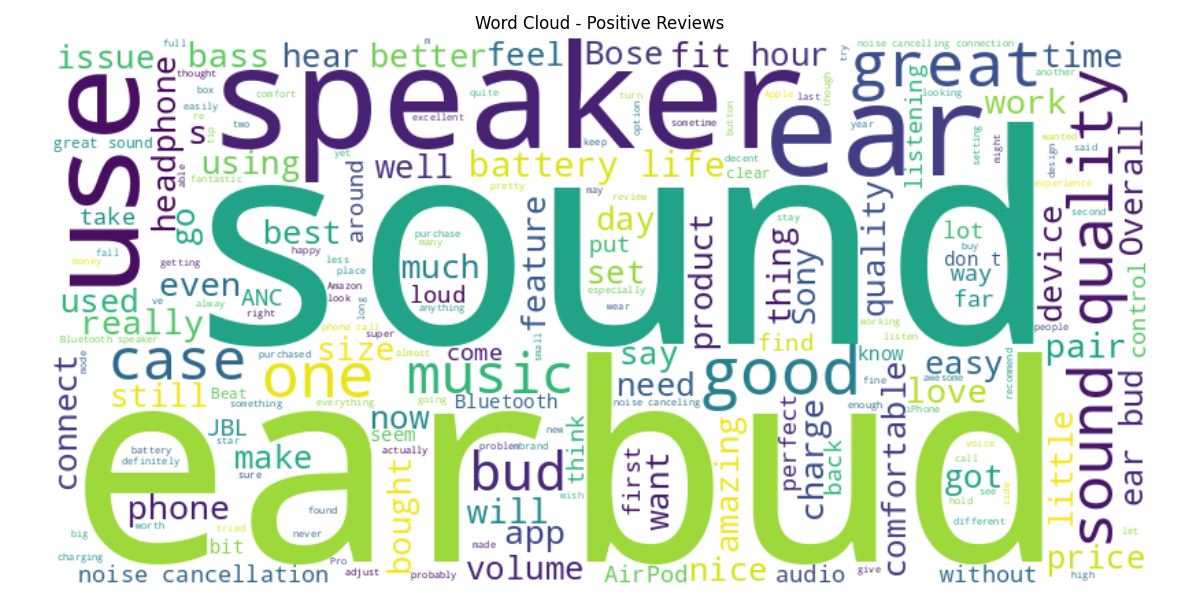 Word Cloud - Positive Reviews
full
n
try
noise cancelling connection
issue
bass
hear
better
feel
Bose
fit
hour
great
time
thought
another
looking
use
headphone
box
comfort
speaker
quite
turn
Apple
last
though
listening
work
easily
re
tip
two
excellent
option
sometime
button
ear
year
setting
might
wanted
said
great sound
s
yet
keep
design
able
fantastic
using
well
battery life
decent
clear
pretty
may
experience
sound quality
Overall
take
go
best
around
sound
feature
review
day
put
stay
quality
lot
second
device
happy
purchase
many
buy
don t
fall
money
getting
less
place
much
set
especially
product
thing
Sony
way
far
control
even
ve
alway
ANC
Amazon
look
long
loud
anything
wear
used
really
right
phone call
super
working
people
Bluetooth speaker
small
find
listen
pair
case
purchased
size
almost
come
say
know
easy
connect
mode
one
music
need
good
fine
awesome
recommend
still
Beat
something
everything
going
Bluetooth
noise canceling
enough
iPhone
love
JBL
star
now
seem
new
think
perfect
charge
back
comfortable
little
ear bud
earbud
battery
definitely
make
sure
actually
problem
brand
bud
wish
first
want
amazing
voice
call
got
hold
see
side
phone
worth
tried
found
never
bought
will
app
different
big
bit
made
let
charging
noise cancellation
Pro
adjust
probably
volume
AirPod
nice
audio
give
without
price
high